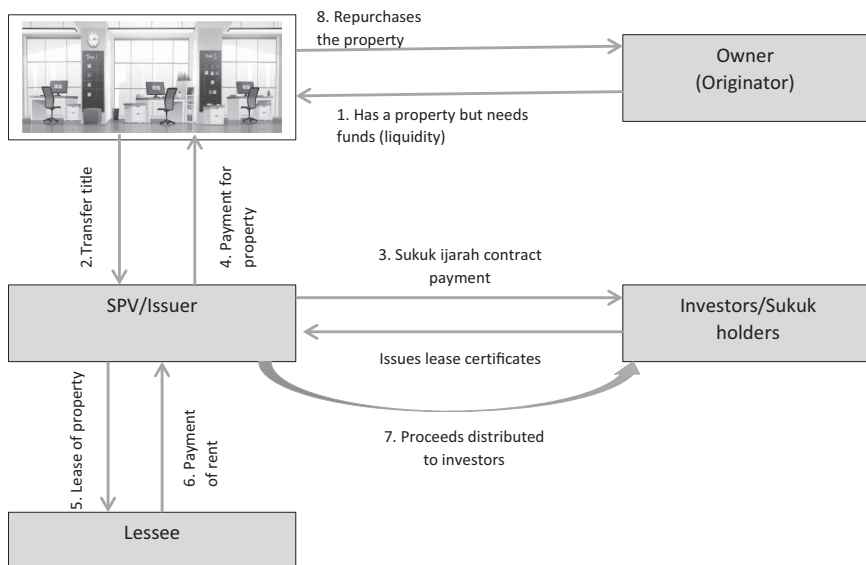 8. Repurchases
the property
Owner
(Originator)
1. Has a property but needs
funds (liquidity)
2.Transfer title
4. Payment for
property
3. Sukuk ijarah contract
payment
SPV/Issuer
Investors/Sukuk
holders
Issues lease certificates
5. Lease of property
6. Payment
of rent
7. Proceeds distributed
to investors
Lessee